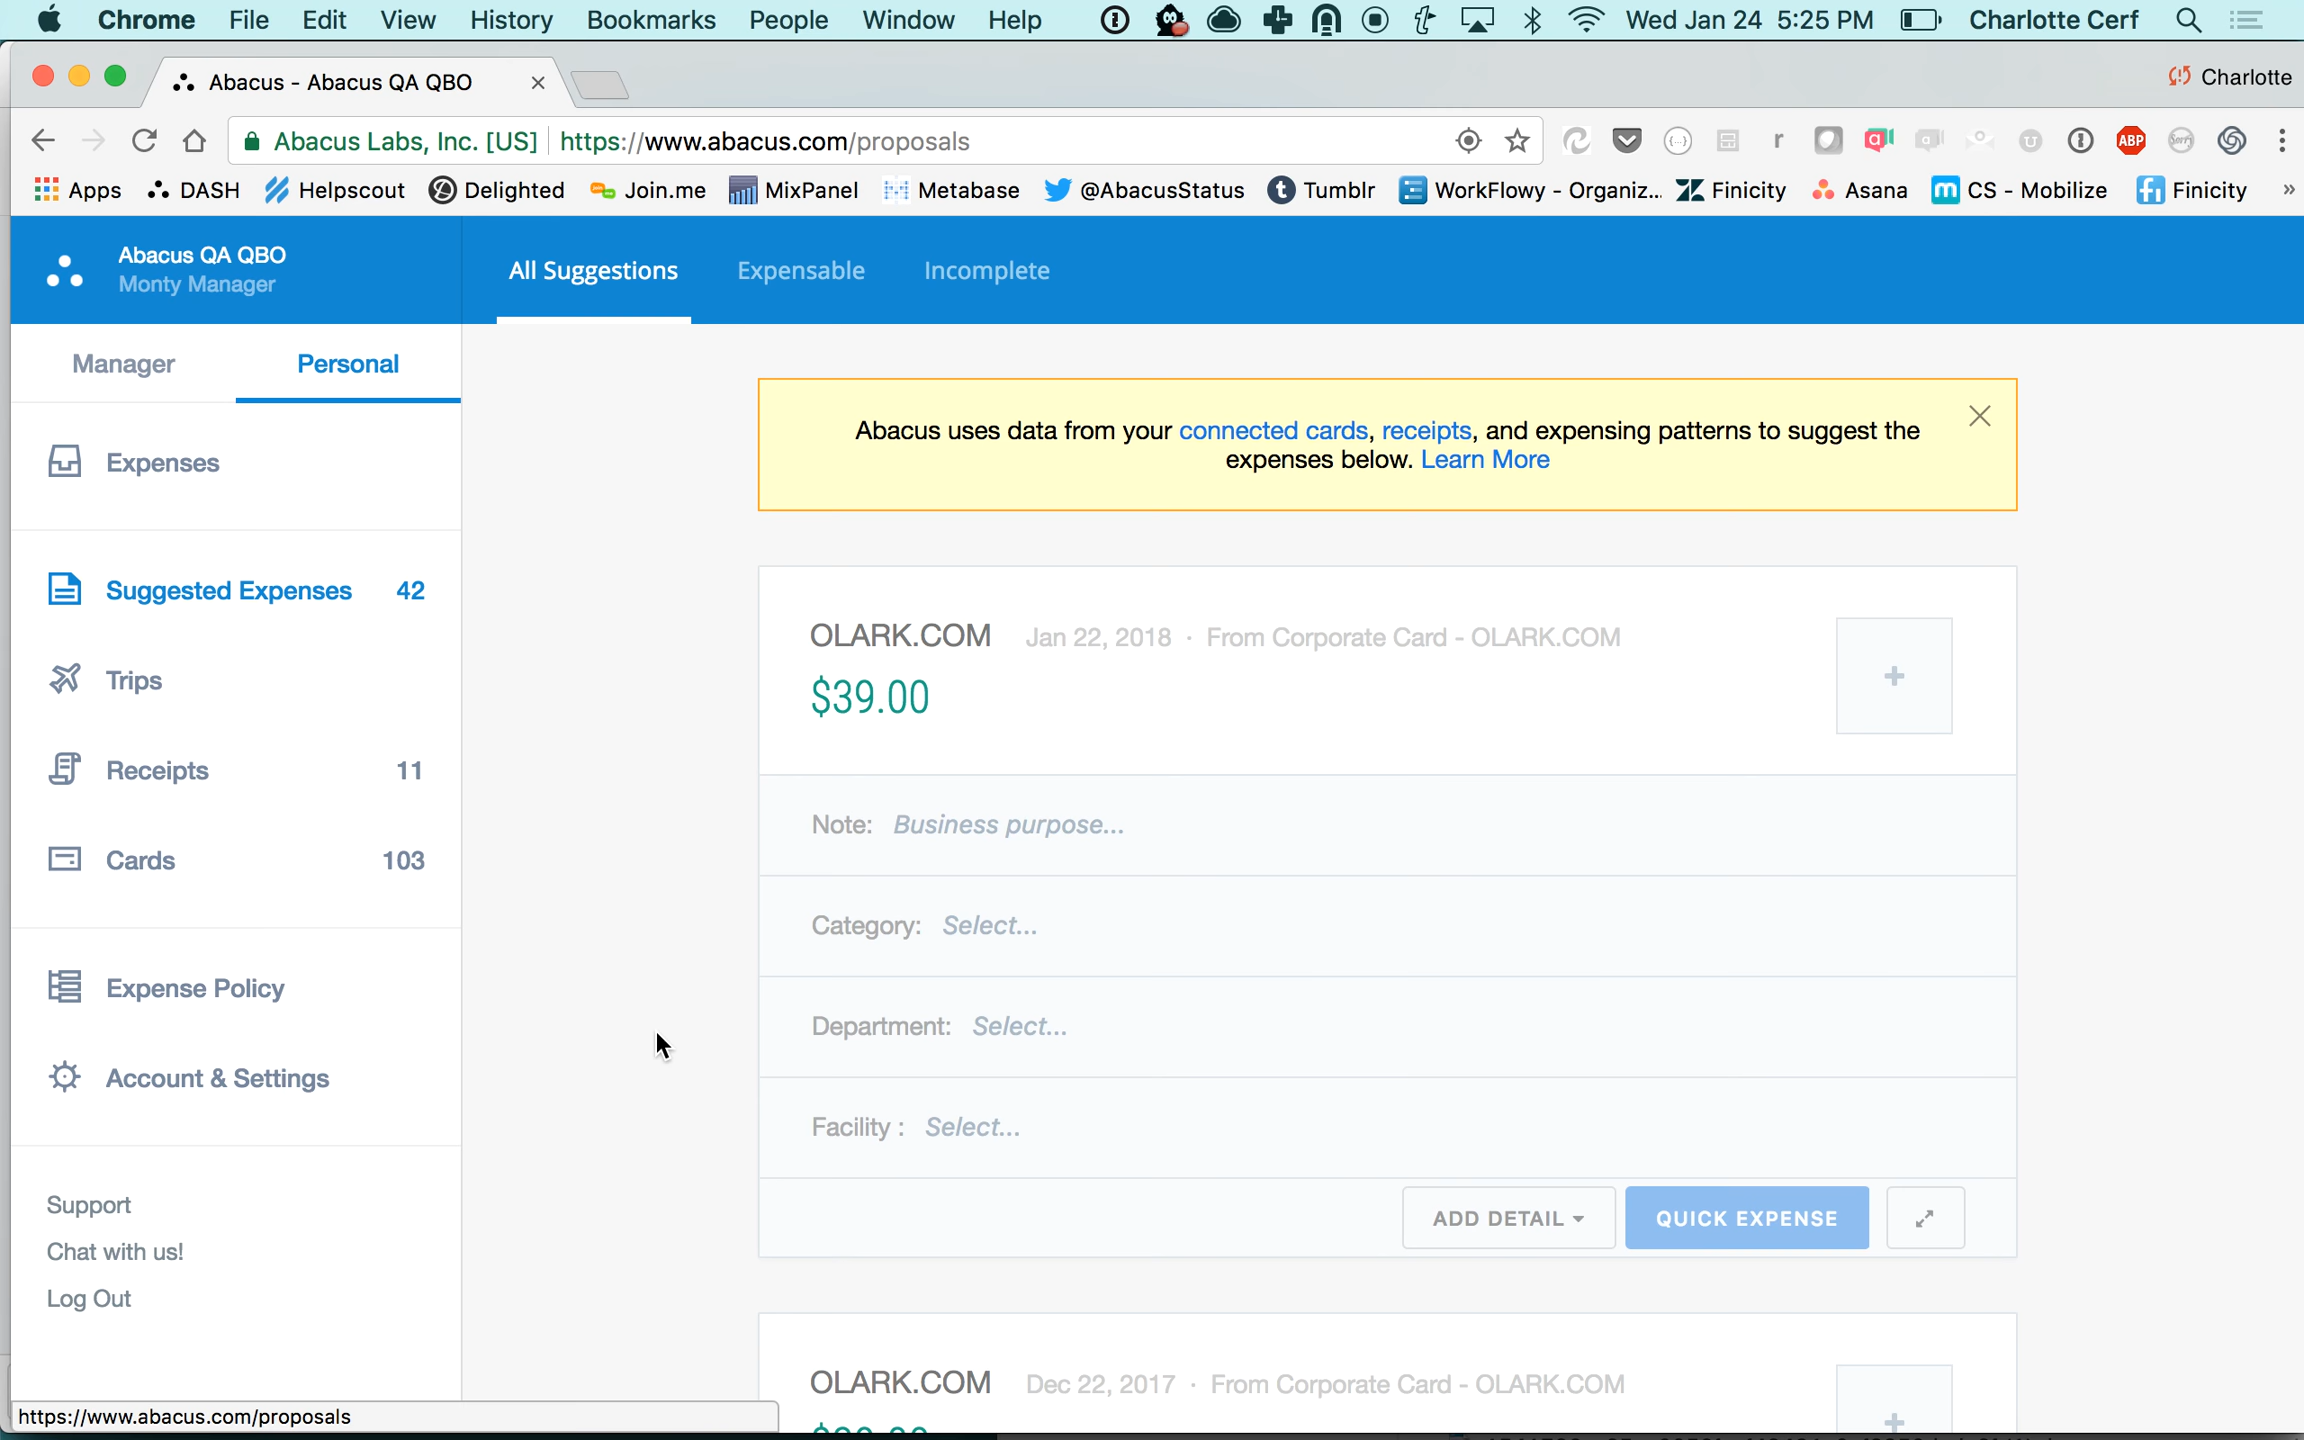 Chrome File Edit View History Bookmarks People Window Help Wed Jan 24 5:25 PM Charlotte Cerf
Abacus - Abacus QA QBO Charlotte
Abacus Labs, Inc. [US] https://www.abacus.com/proposals
Apps DASH Helpscout Delighted Join.me MixPanel Metabase @AbacusStatus Tumblr WorkFlowy - Organiz... Finicity Asana CS - Mobilize Finicity »
Abacus QA QBO
Monty Manager
All Suggestions Expensable Incomplete
Manager Personal
Expenses
Suggested Expenses 42
Trips
Receipts 11
Cards 103
Expense Policy
Account & Settings
Support
Chat with us!
Log Out
Abacus uses data from your connected cards, receipts, and expensing patterns to suggest the
expenses below. Learn More
OLARK.COM Jan 22, 2018 · From Corporate Card - OLARK.COM
$39.00
Note: Business purpose...
Category: Select...
Department: Select...
Facility : Select...
ADD DETAIL QUICK EXPENSE
OLARK.COM Dec 22, 2017 · From Corporate Card - OLARK.COM
https://www.abacus.com/proposals